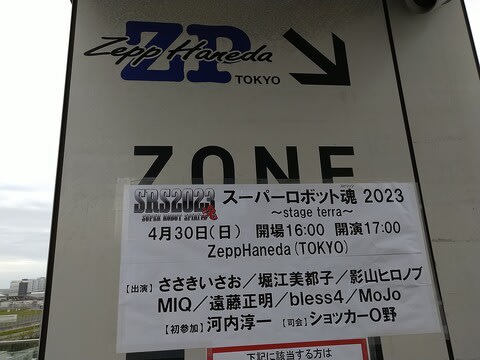 Zepp Haneda
ZP
TOKYO
ZONE
SRS2023 スーパーロボット魂 2023
SUPER ROBOT SPIRITS 魂
~stage terra~
4月30日(日) 開場16:00 開演17:00
ZeppHaneda(TOKYO)
【出演】ささきいさお/堀江美都子/影山ヒロノブ
MIQ/遠藤正明/bless4/MoJo
【初参加】河内淳一 【司会】ショッカーO野
下記に該当する方は